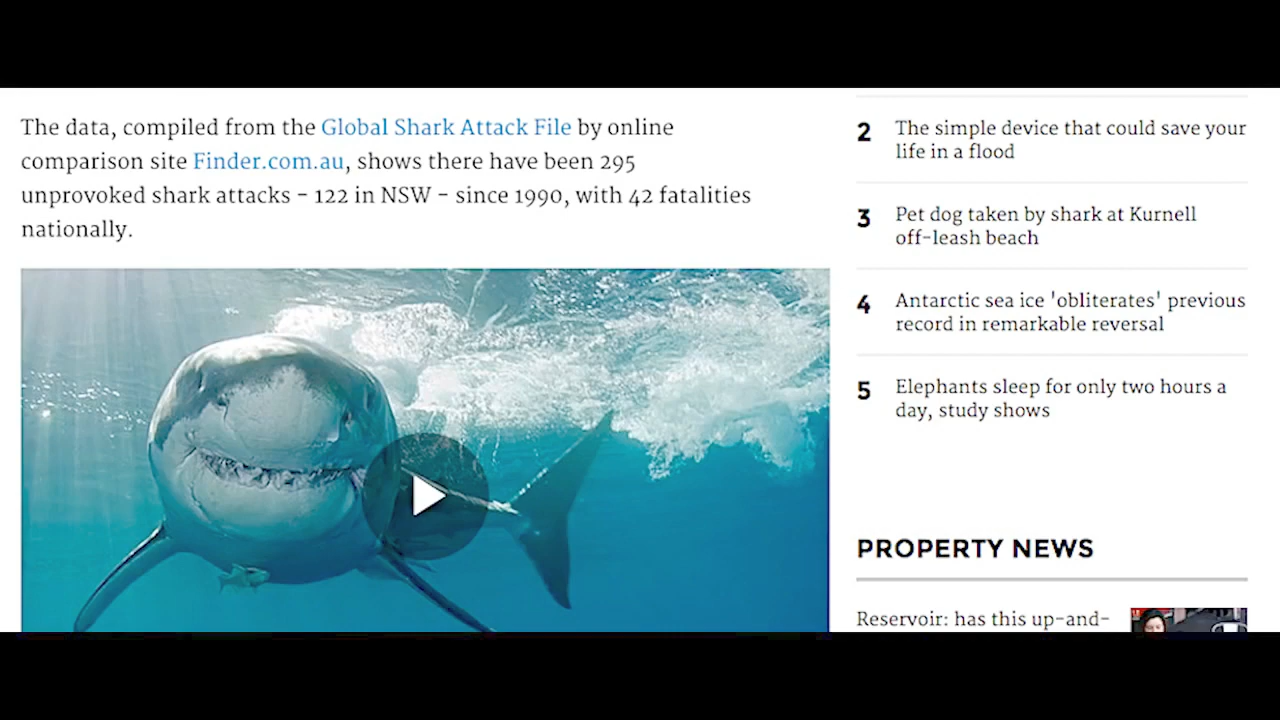 The data, compiled from the Global Shark Attack File by online
comparison site Finder.com.au, shows there have been 295
unprovoked shark attacks - 122 in NSW - since 1990, with 42 fatalities
nationally.
2 The simple device that could save your
life in a flood
3 Pet dog taken by shark at Kurnell
off-leash beach
4 Antarctic sea ice 'obliterates' previous
record in remarkable reversal
5 Elephants sleep for only two hours a
day, study shows
PROPERTY NEWS
Reservoir: has this up-and-